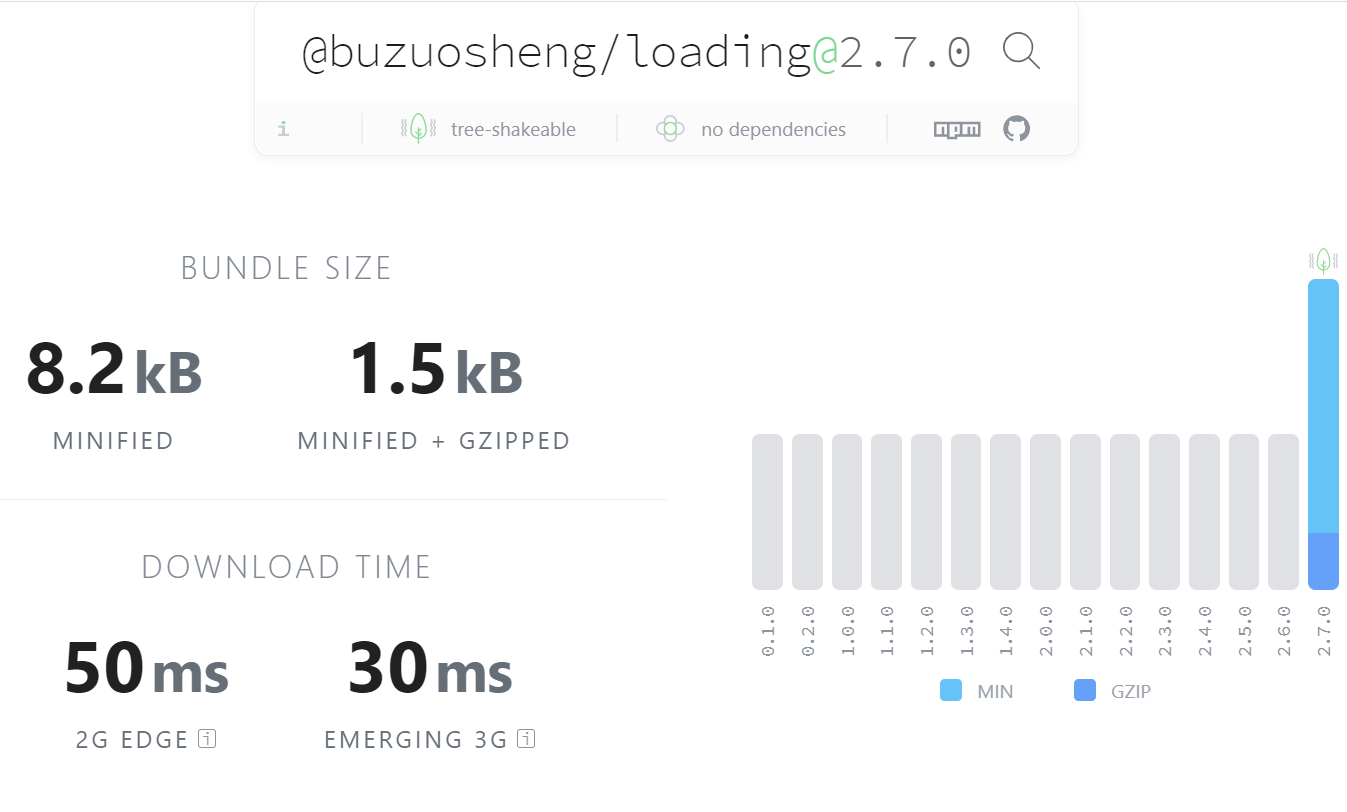 @buzuosheng/loading@2.7.0
i tree-shakeable no dependencies npm
BUNDLE SIZE
8.2 kB 1.5 kB
MINIFIED MINIFIED + GZIPPED
DOWNLOAD TIME
50 ms 30 ms
2G EDGE i EMERGING 3G i
0.1.0 0.2.0 1.0.0 1.1.0 1.2.0 1.3.0 1.4.0 2.0.0 2.1.0 2.2.0 2.3.0 2.4.0 2.5.0 2.6.0 2.7.0
MIN GZIP